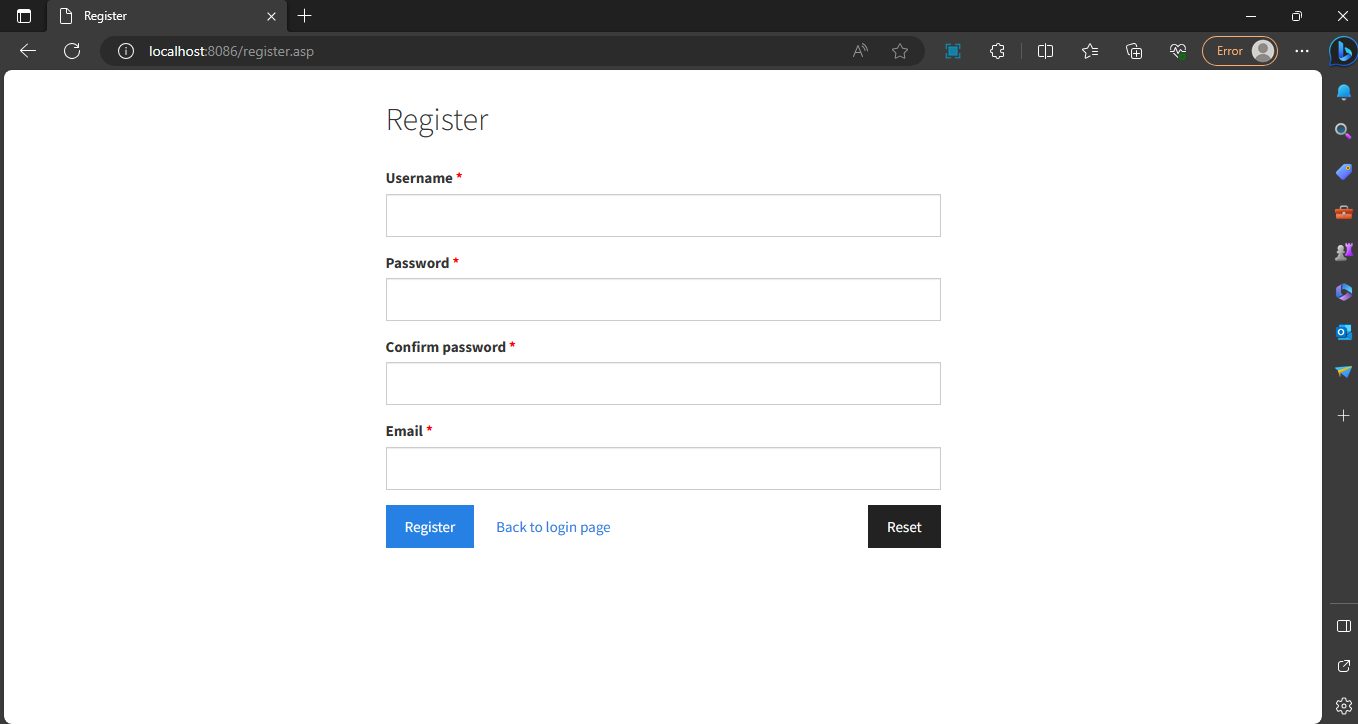 Register
localhost:8086/register.asp
Error
Register
Username *
Password *
Confirm password *
Email *
Register Back to login page Reset